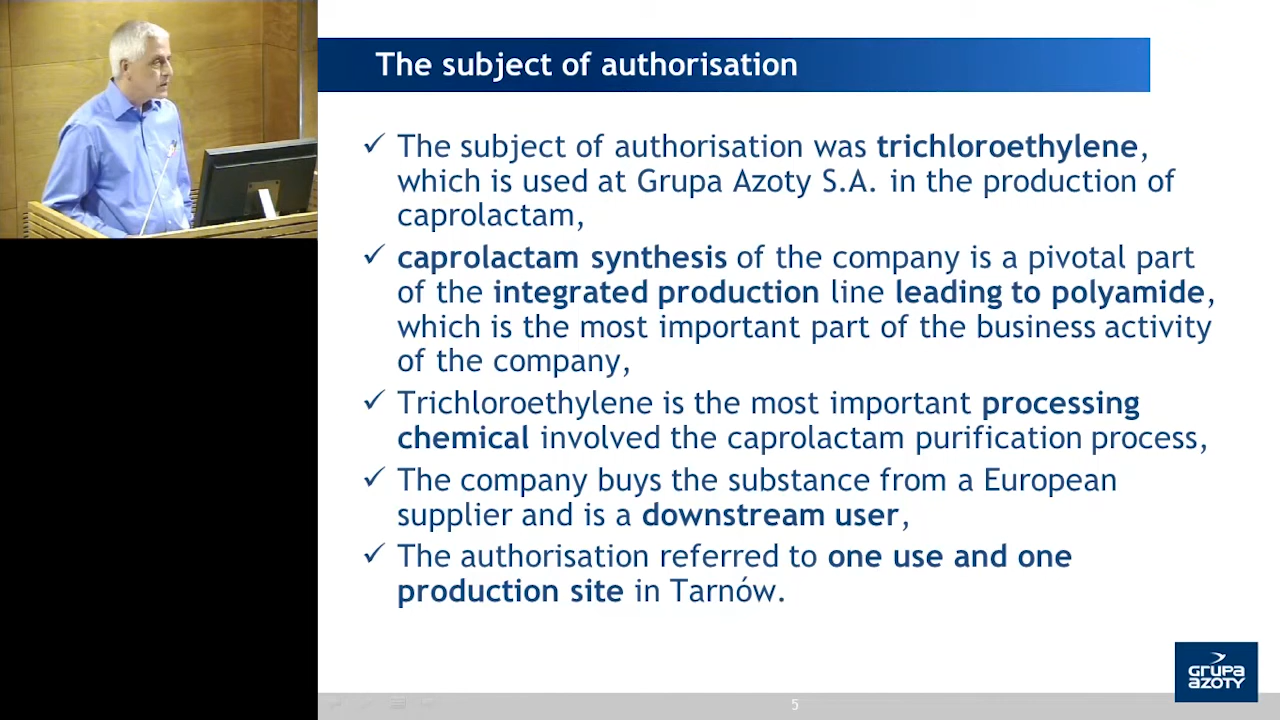 The subject of authorisation
✓ The subject of authorisation was trichloroethylene,
which is used at Grupa Azoty S.A. in the production of
caprolactam,
✓ caprolactam synthesis of the company is a pivotal part
of the integrated production line leading to polyamide,
which is the most important part of the business activity
of the company,
✓ Trichloroethylene is the most important processing
chemical involved the caprolactam purification process,
✓ The company buys the substance from a European
supplier and is a downstream user,
✓ The authorisation referred to one use and one
production site in Tarnów.
GRUPA
AZOTY
5